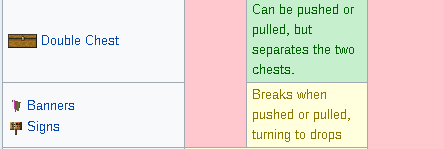 Double Chest
Can be pushed or
pulled, but
separates the two
chests.
Banners
Signs
Breaks when
pushed or pulled,
turning to drops